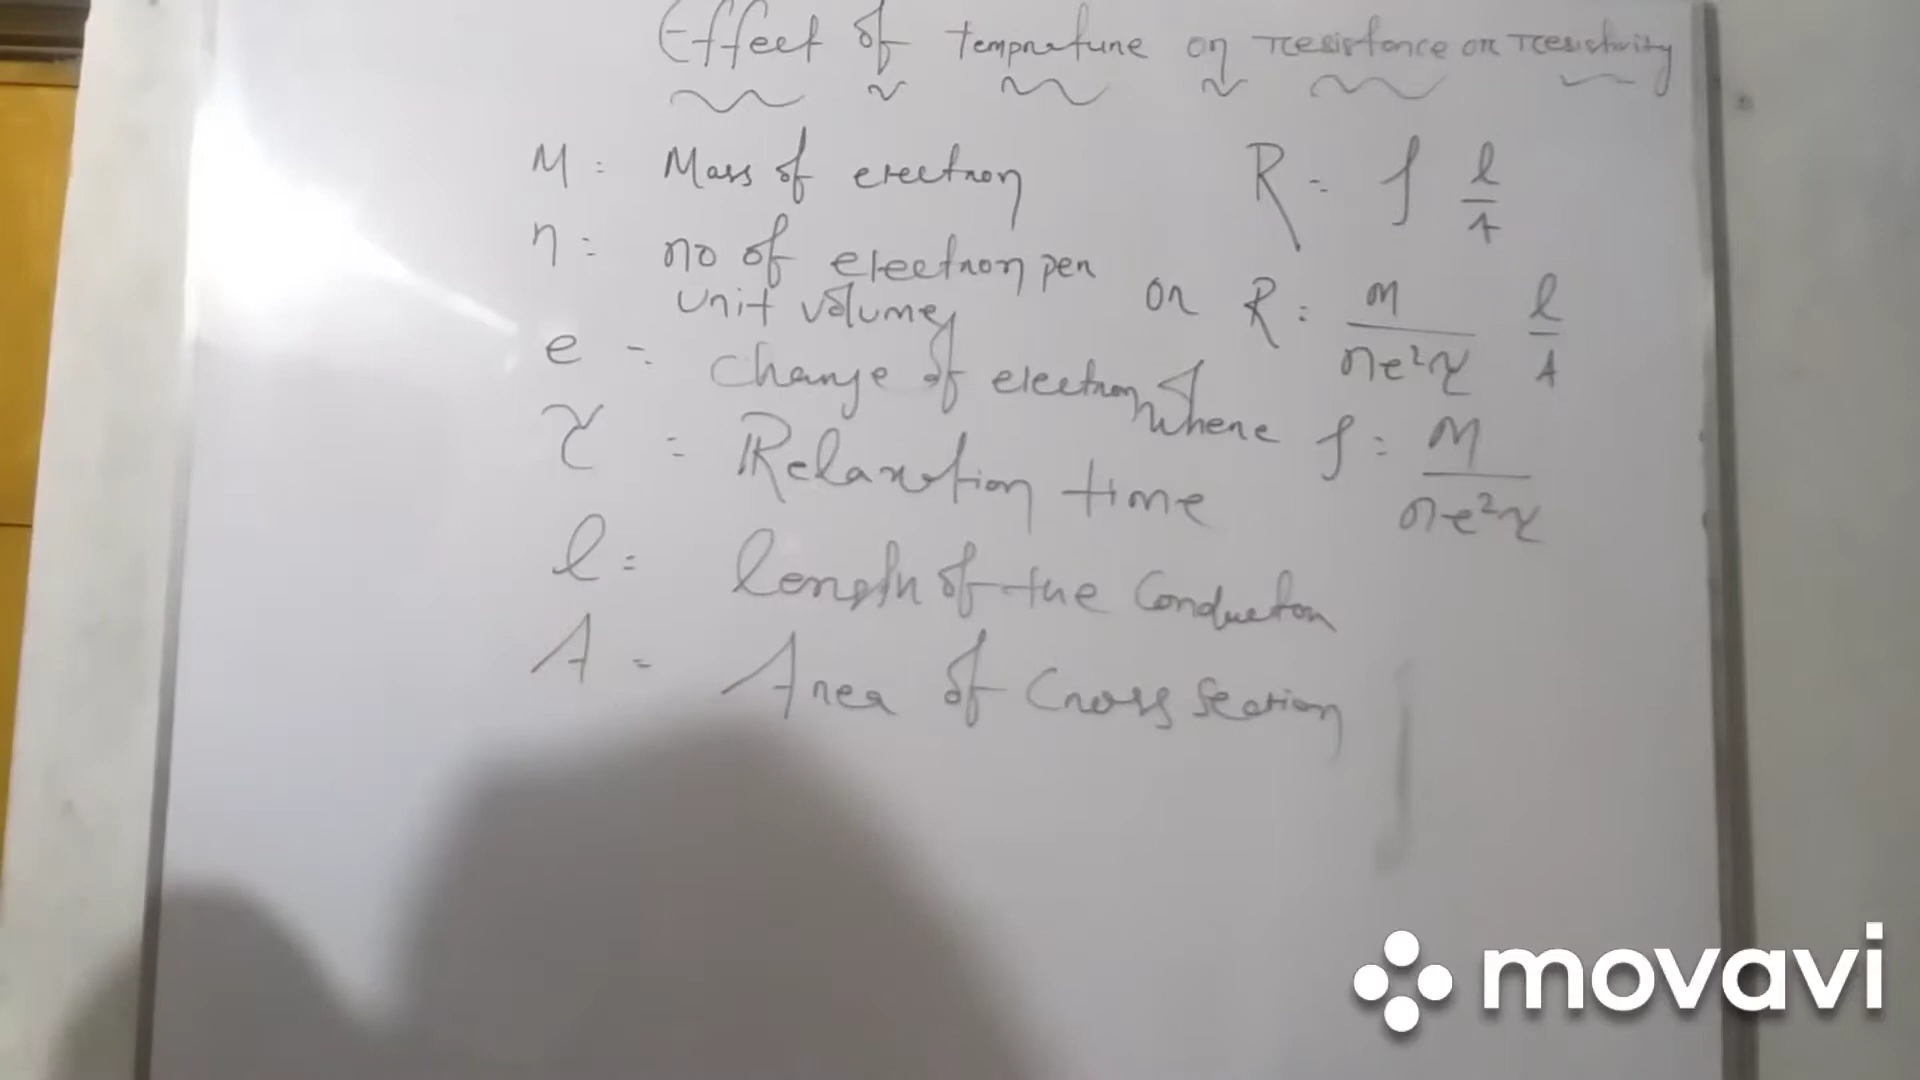 Effect of tempreture on resistance or resistivity
M = Mass of electron
R = ρ l/A
n = no of electron per
unit volume
or R = m/ne²τ l/A
e = Charge of electron
where ρ = M/ne²τ
τ = Relaxation time
l = length of the Conductor
A = Area of Cross Section
movavi